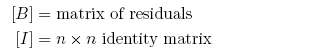 [B] = matrix of residuals
[I] = n × n identity matrix